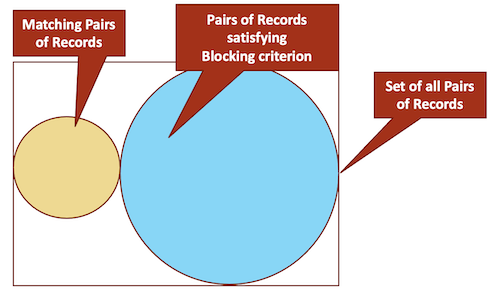 Matching Pairs
of Records
Pairs of Records
satisfying
Blocking criterion
Set of all Pairs
of Records